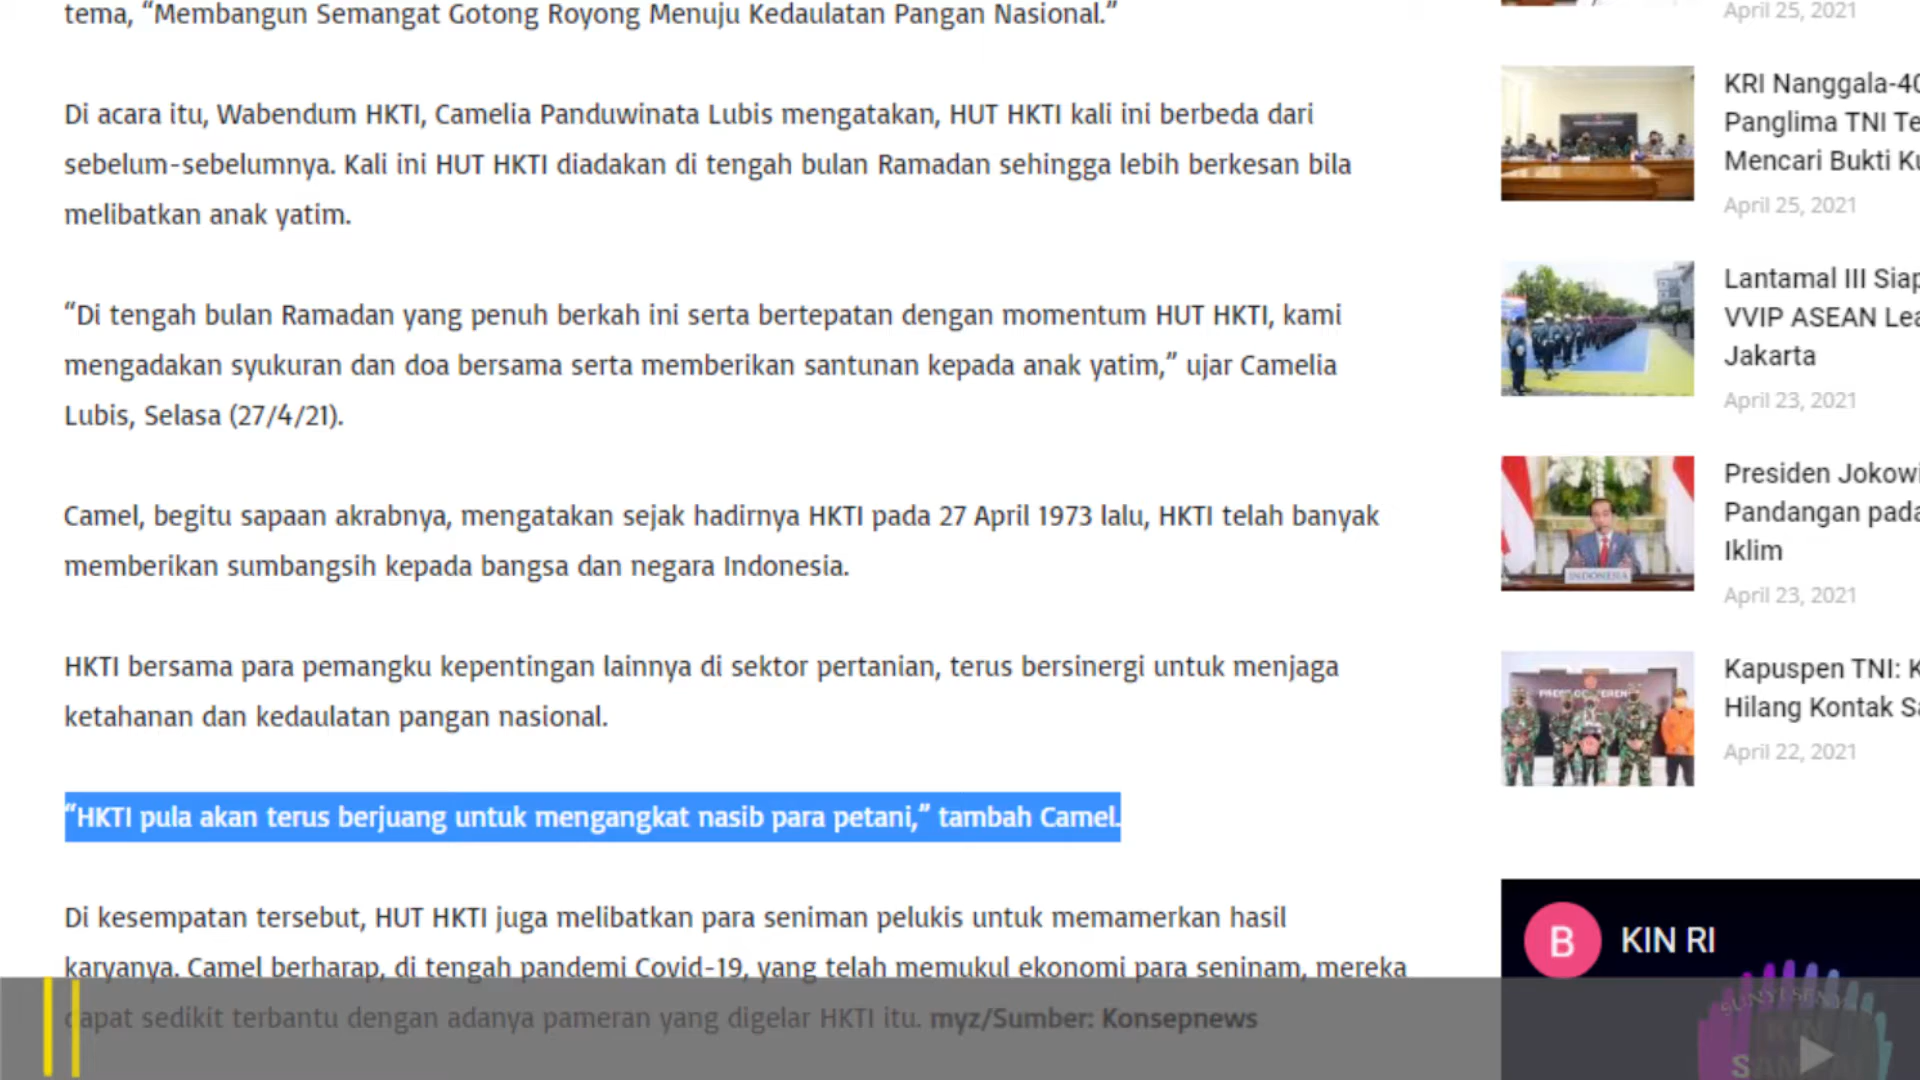 tema, “Membangun Semangat Gotong Royong Menuju Kedaulatan Pangan Nasional.”
Di acara itu, Wabendum HKTI, Camelia Panduwinata Lubis mengatakan, HUT HKTI kali ini berbeda dari
sebelum-sebelumnya. Kali ini HUT HKTI diadakan di tengah bulan Ramadan sehingga lebih berkesan bila
melibatkan anak yatim.
“Di tengah bulan Ramadan yang penuh berkah ini serta bertepatan dengan momentum HUT HKTI, kami
mengadakan syukuran dan doa bersama serta memberikan santunan kepada anak yatim,” ujar Camelia
Lubis, Selasa (27/4/21).
Camel, begitu sapaan akrabnya, mengatakan sejak hadirnya HKTI pada 27 April 1973 lalu, HKTI telah banyak
memberikan sumbangsih kepada bangsa dan negara Indonesia.
HKTI bersama para pemangku kepentingan lainnya di sektor pertanian, terus bersinergi untuk menjaga
ketahanan dan kedaulatan pangan nasional.
“HKTI pula akan terus berjuang untuk mengangkat nasib para petani,” tambah Camel.
Di kesempatan tersebut, HUT HKTI juga melibatkan para seniman pelukis untuk memamerkan hasil
karyanya. Camel berharap, di tengah pandemi Covid-19, yang telah memukul ekonomi para seninam, mereka
dapat sedikit terbantu dengan adanya pameran yang digelar HKTI itu. myz/Sumber: Konsepnews
April 25, 2021
KRI Nanggala-40
Panglima TNI Te
Mencari Bukti Ku
April 25, 2021
Lantamal III Siap
VVIP ASEAN Lea
Jakarta
April 23, 2021
INDONESIA
Presiden Jokowi
Pandangan pada
Iklim
April 23, 2021
Kapuspen TNI: K
Hilang Kontak Sa
April 22, 2021
B
KIN RI